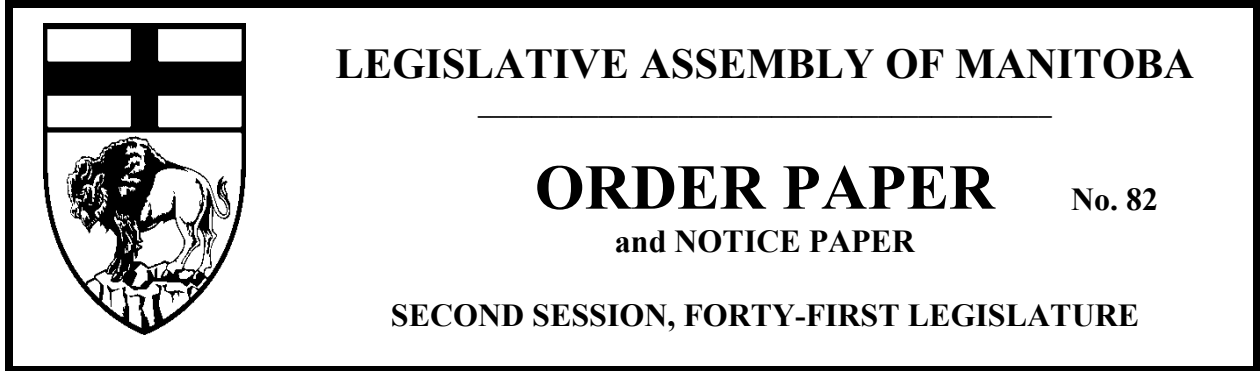 LEGISLATIVE ASSEMBLY OF MANITOBA
ORDER PAPER No. 82
and NOTICE PAPER
SECOND SESSION, FORTY-FIRST LEGISLATURE